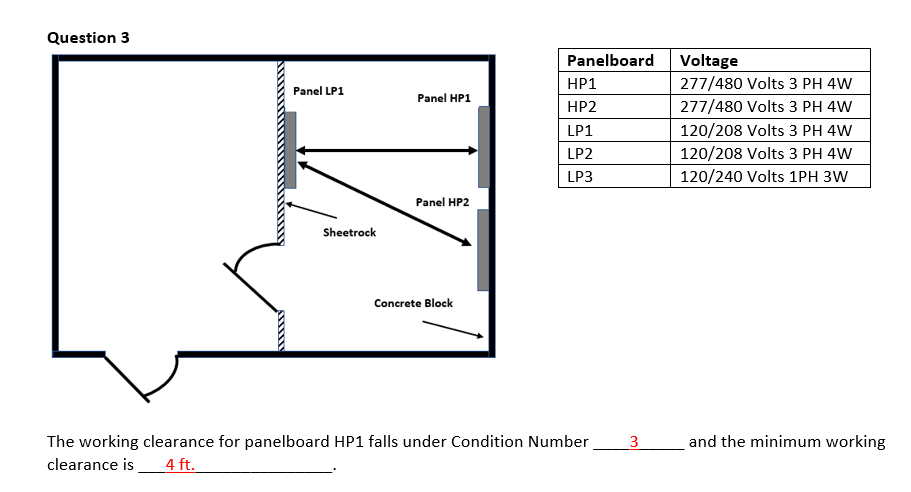 Question 3
Panel LP1
Panel HP1
Panel HP2
Sheetrock
Concrete Block
Panelboard Voltage
HP1 277/480 Volts 3 PH 4W
HP2 277/480 Volts 3 PH 4W
LP1 120/208 Volts 3 PH 4W
LP2 120/208 Volts 3 PH 4W
LP3 120/240 Volts 1PH 3W
The working clearance for panelboard HP1 falls under Condition Number ____3_____ and the minimum working
clearance is ___4 ft.________________.